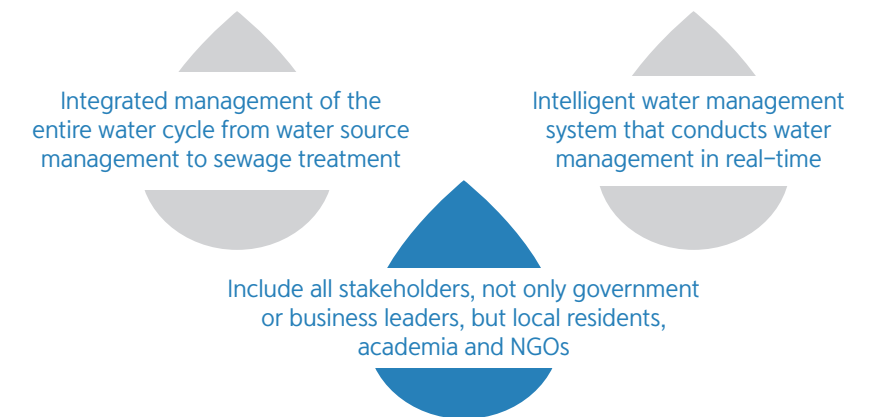 Integrated management of the
entire water cycle from water source
management to sewage treatment
Intelligent water management
system that conducts water
management in real-time
Include all stakeholders, not only government
or business leaders, but local residents,
academia and NGOs